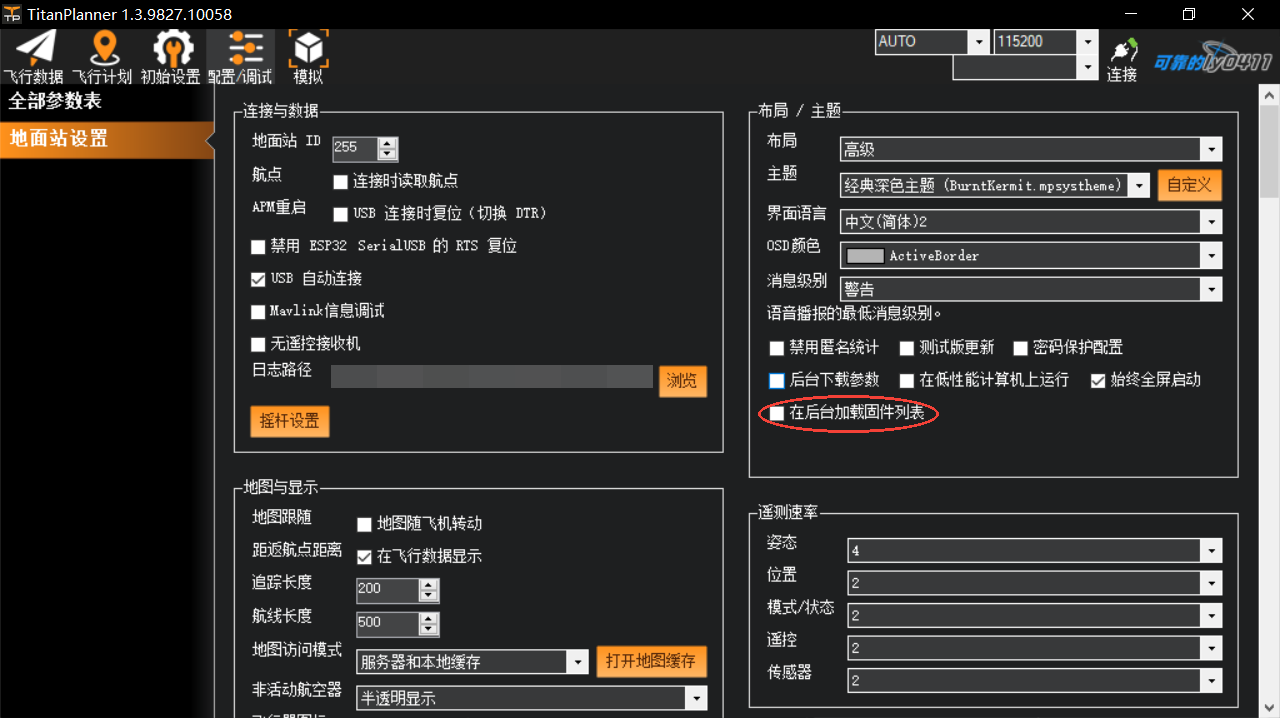 TitanPlanner 1.3.9827.10058
飞行数据 飞行计划 初始设置 配置/调试 模拟
AUTO 115200
连接
可靠的lyc0411
全部参数表
地面站设置
连接与数据
地面站 ID 255
航点 连接时读取航点
APM重启 USB 连接时复位(切换 DTR)
禁用 ESP32 SerialUSB 的 RTS 复位
USB 自动连接
Mavlink信息调试
无遥控接收机
日志路径 浏览
摇杆设置
地图与显示
地图跟随 地图随飞机转动
距返航点距离 在飞行数据显示
追踪长度 200
航线长度 500
地图访问模式 服务器和本地缓存 打开地图缓存
非活动航空器 半透明显示
布局 / 主题
布局 高级
主题 经典深色主题 (BurntKermit.mpsystheme) 自定义
界面语言 中文(简体)2
OSD颜色 ActiveBorder
消息级别 警告
语音播报的最低消息级别。
禁用匿名统计 测试版更新 密码保护配置
后台下载参数 在低性能计算机上运行 始终全屏启动
在后台加载固件列表
遥测速率
姿态 4
位置 2
模式/状态 2
遥控 2
传感器 2